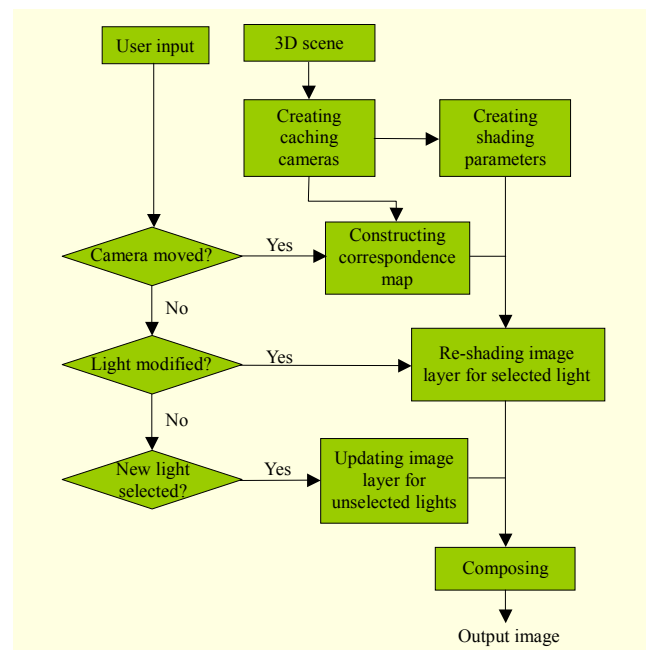 User input
3D scene
Creating
caching
cameras
Creating
shading
parameters
Camera moved?
Yes
Constructing
correspondence
map
No
Light modified?
Yes
Re-shading image
layer for selected light
No
New light
selected?
Yes
Updating image
layer for
unselected lights
Composing
Output image